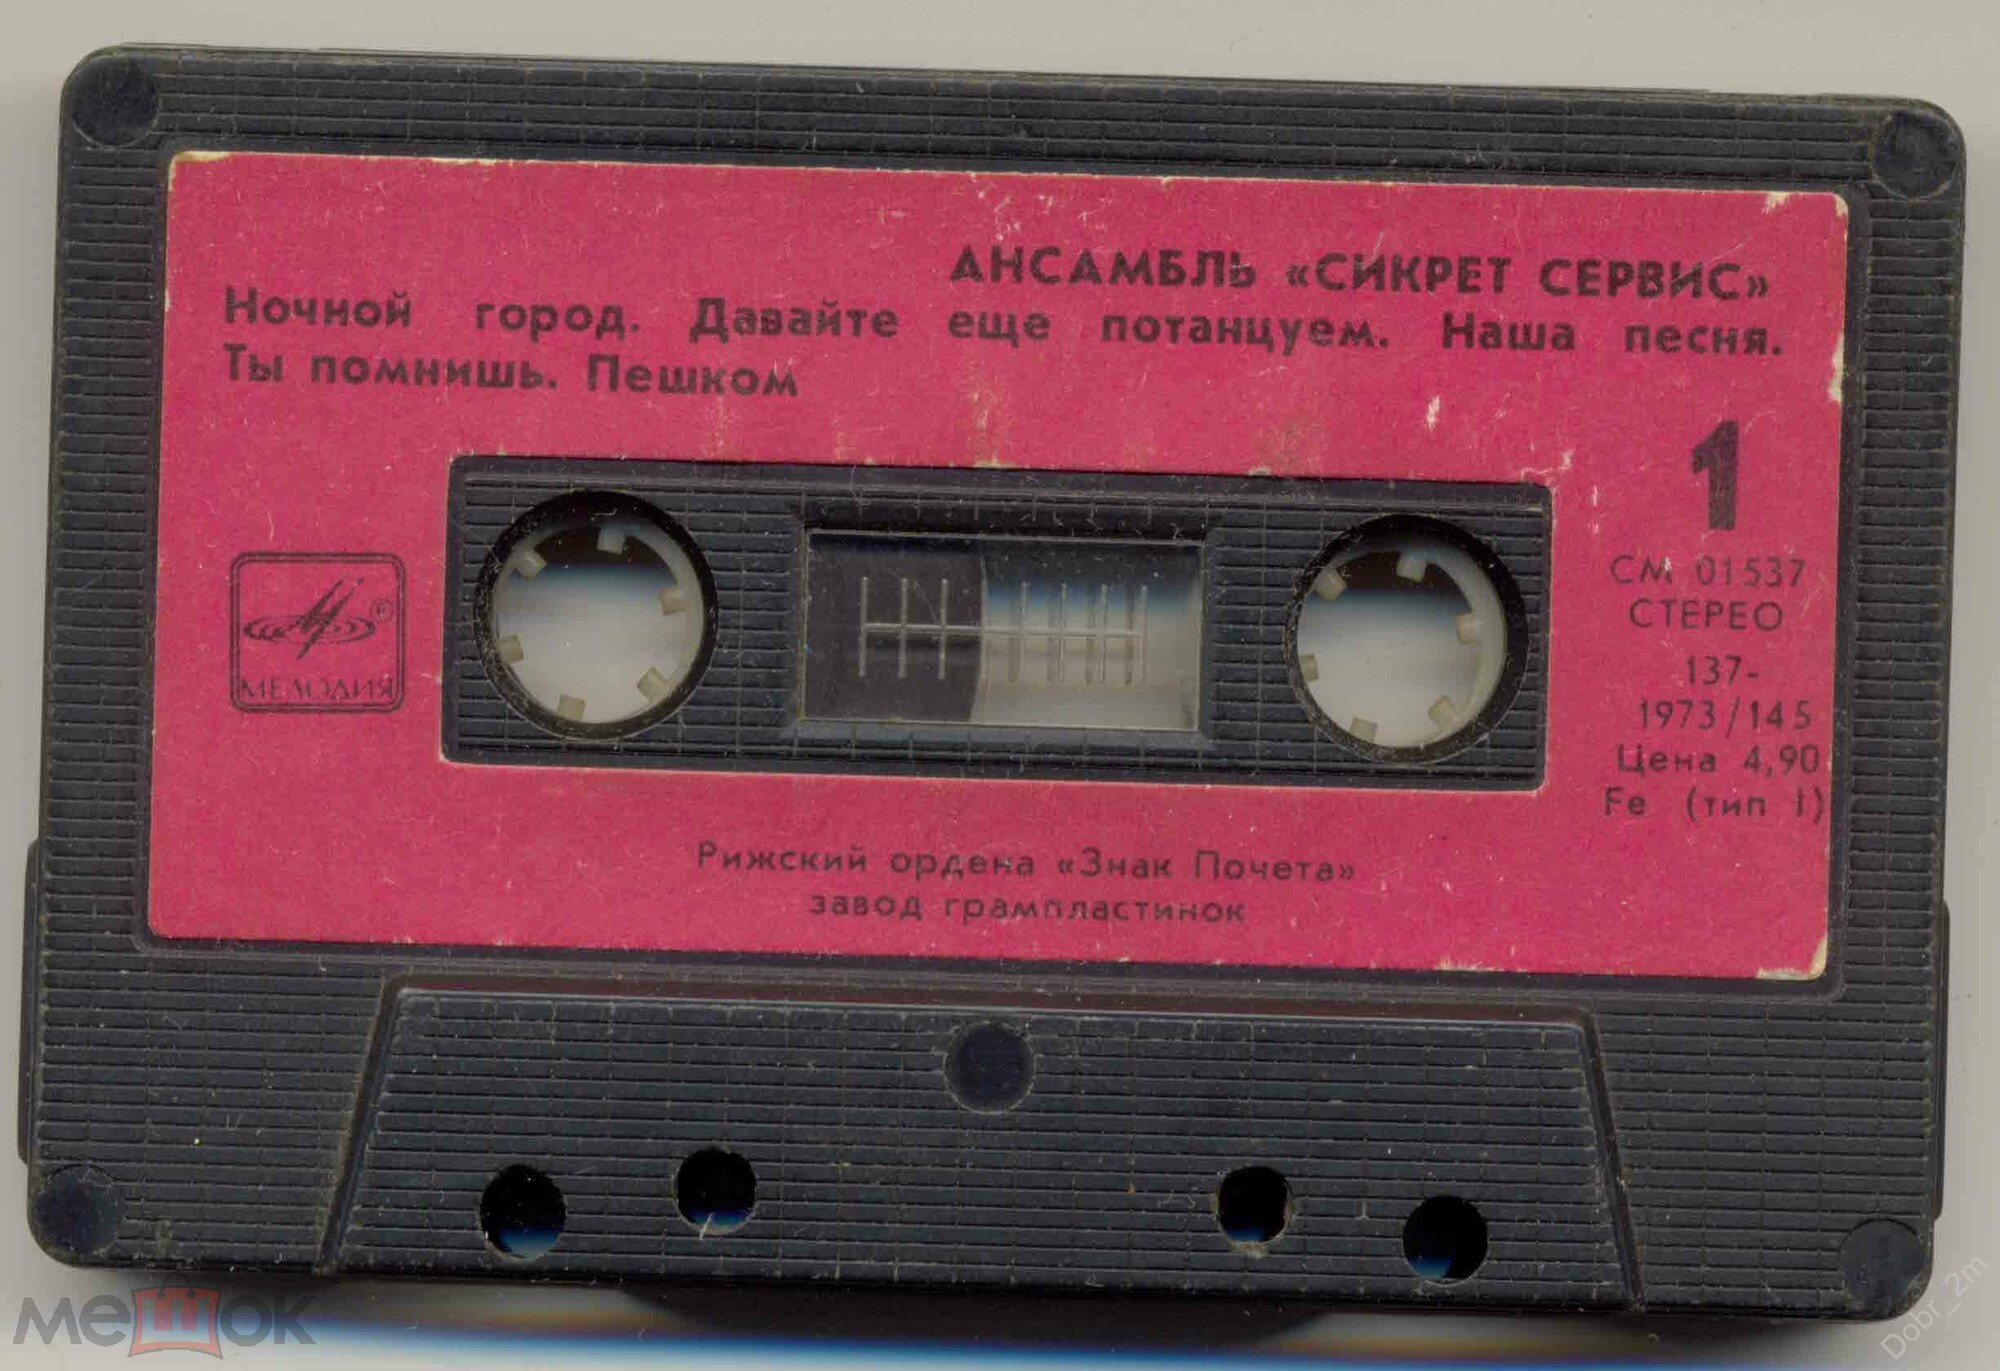 АНСАМБЛЬ «СИКРЕТ СЕРВИС»
Ночной город. Давайте еще потанцуем. Наша песня.
Ты помнишь. Пешком
1
СМ 01537
СТЕРЕО
137-
1973/145
Цена 4,90
Fe (тип I)
МЕЛОДИЯ
Рижский ордена «Знак Почета»
завод грампластинок
мешок
Dobr_2m